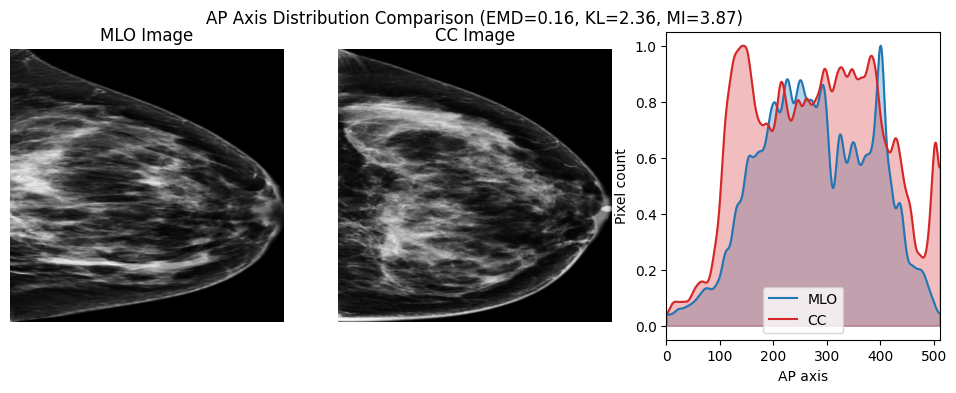 AP Axis Distribution Comparison (EMD=0.16, KL=2.36, MI=3.87)
MLO Image
CC Image
Pixel count
1.0
0.8
0.6
0.4
0.2
0.0
MLO
CC
0 100 200 300 400 500
AP axis